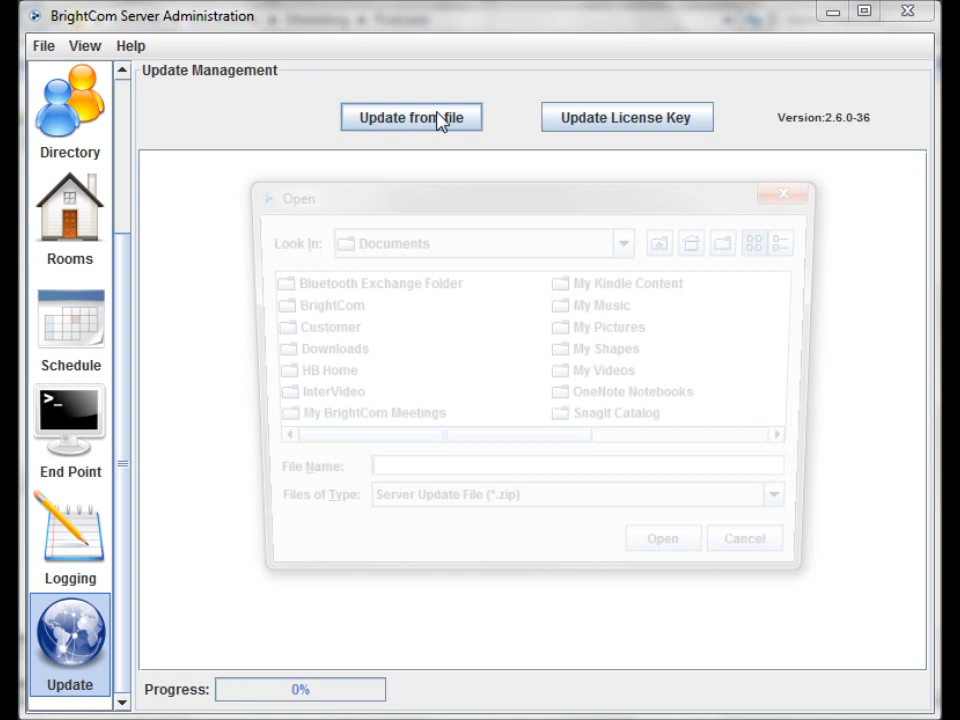 BrightCom Server Administration
File View Help
Update Management
Update from file
Update License Key
Version:2.6.0-36
Directory
Rooms
Schedule
>_
End Point
Logging
Update
Open
Look In: Documents
Bluetooth Exchange Folder
My Kindle Content
BrightCom
My Music
Customer
My Pictures
Downloads
My Shapes
HB Home
My Videos
InterVideo
OneNote Notebooks
My BrightCom Meetings
SnagIt Catalog
File Name:
Files of Type: Server Update File (*.zip)
Open
Cancel
Progress: 0%